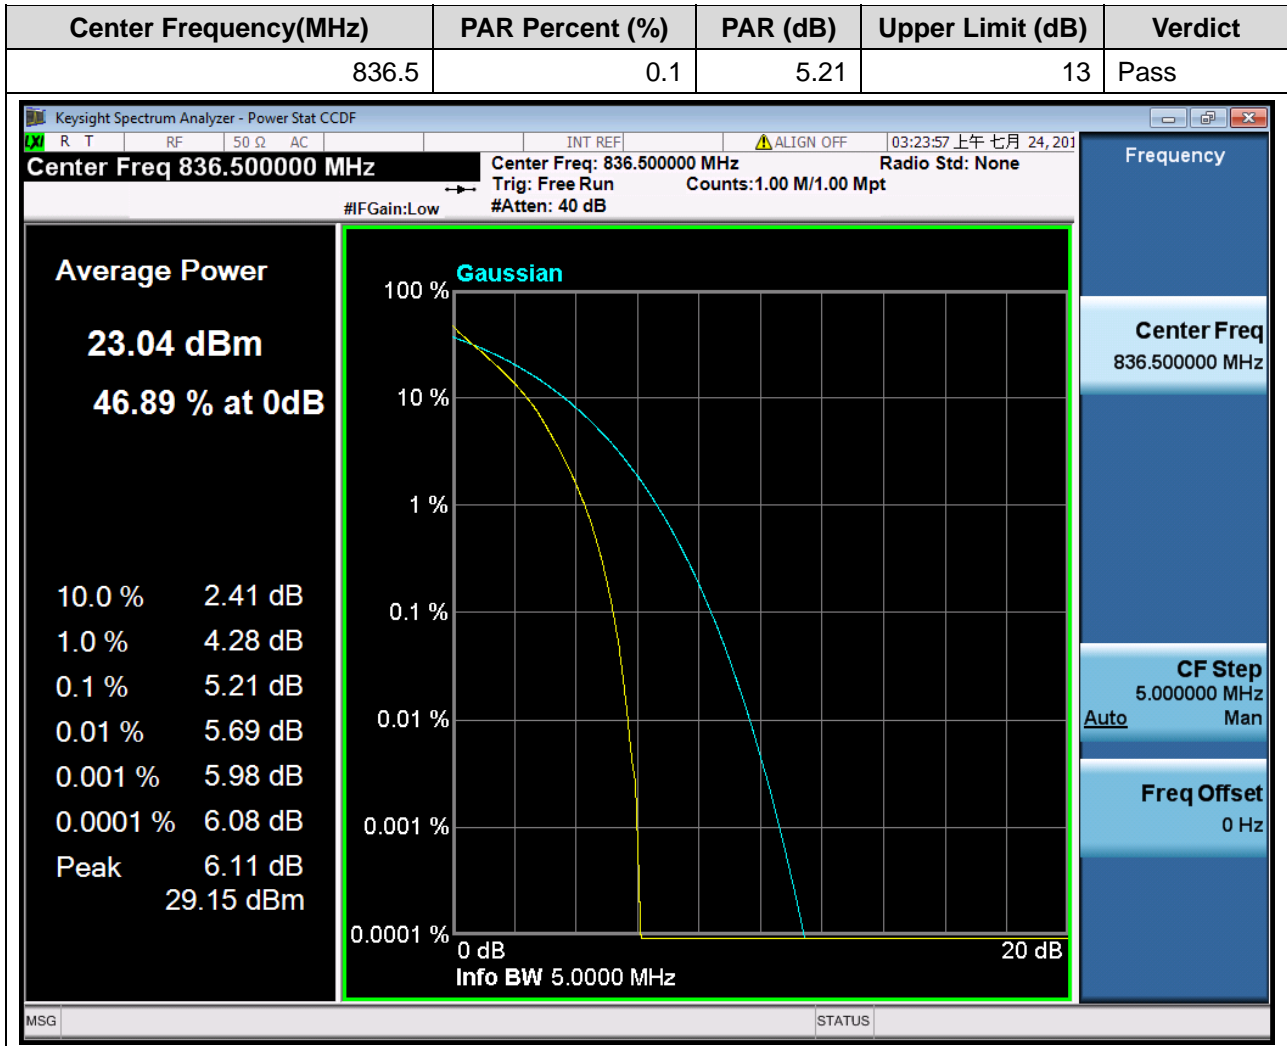 Center Frequency(MHz) PAR Percent (%) PAR (dB) Upper Limit (dB) Verdict
836.5 0.1 5.21 13 Pass
Keysight Spectrum Analyzer - Power Stat CCDF
LXI R T RF 50 Ω AC INT REF ALIGN OFF 03:23:57 上午 七月 24, 201
Center Freq 836.500000 MHz
#IFGain:Low
Center Freq: 836.500000 MHz Radio Std: None
Trig: Free Run Counts:1.00 M/1.00 Mpt
#Atten: 40 dB
Average Power
23.04 dBm
46.89 % at 0dB
10.0 % 2.41 dB
1.0 % 4.28 dB
0.1 % 5.21 dB
0.01 % 5.69 dB
0.001 % 5.98 dB
0.0001 % 6.08 dB
Peak 6.11 dB
29.15 dBm
Gaussian
100 %
10 %
1 %
0.1 %
0.01 %
0.001 %
0.0001 %
0 dB 20 dB
Info BW 5.0000 MHz
Frequency
Center Freq
836.500000 MHz
CF Step
5.000000 MHz
Auto Man
Freq Offset
0 Hz
MSG STATUS